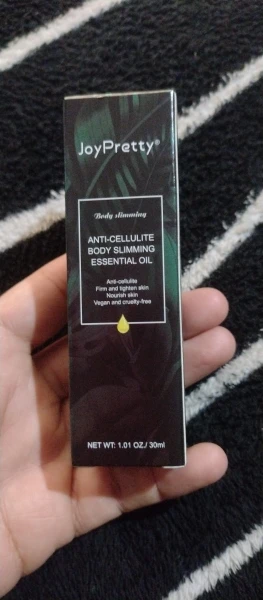 JoyPretty®
Body slimming
ANTI-CELLULITE
BODY SLIMMING
ESSENTIAL OIL
Anti-cellulite
Firm and tighten skin
Nourish skin
Vegan and cruelty-free
NET WT: 1.01 OZ./30ml